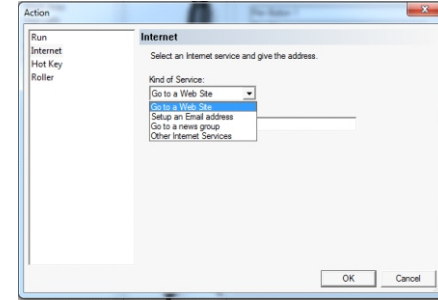 Action
Run
Internet
Hot Key
Roller
Internet
Select an Internet service and give the address.
Kind of Service:
Go to a Web Site
Go to a Web Site
Setup an Email address
Go to a news group
Other Internet Services
OK
Cancel